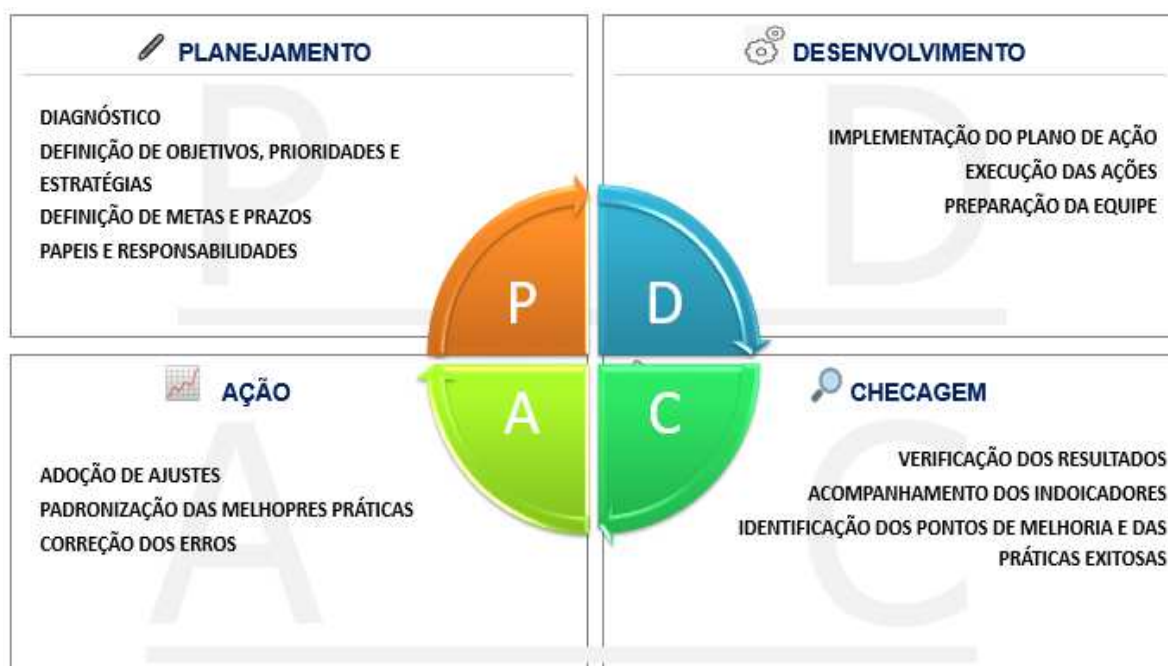 PLANEJAMENTO
DIAGNÓSTICO
DEFINIÇÃO DE OBJETIVOS, PRIORIDADES E
ESTRATÉGIAS
DEFINIÇÃO DE METAS E PRAZOS
PAPEIS E RESPONSABILIDADES
P
DESENVOLVIMENTO
IMPLEMENTAÇÃO DO PLANO DE AÇÃO
EXECUÇÃO DAS AÇÕES
PREPARAÇÃO DA EQUIPE
D
P
D
A
C
AÇÃO
ADOÇÃO DE AJUSTES
PADRONIZAÇÃO DAS MELHOPRES PRÁTICAS
CORREÇÃO DOS ERROS
A
CHECAGEM
VERIFICAÇÃO DOS RESULTADOS
ACOMPANHAMENTO DOS INDOICADORES
IDENTIFICAÇÃO DOS PONTOS DE MELHORIA E DAS
PRÁTICAS EXITOSAS
C